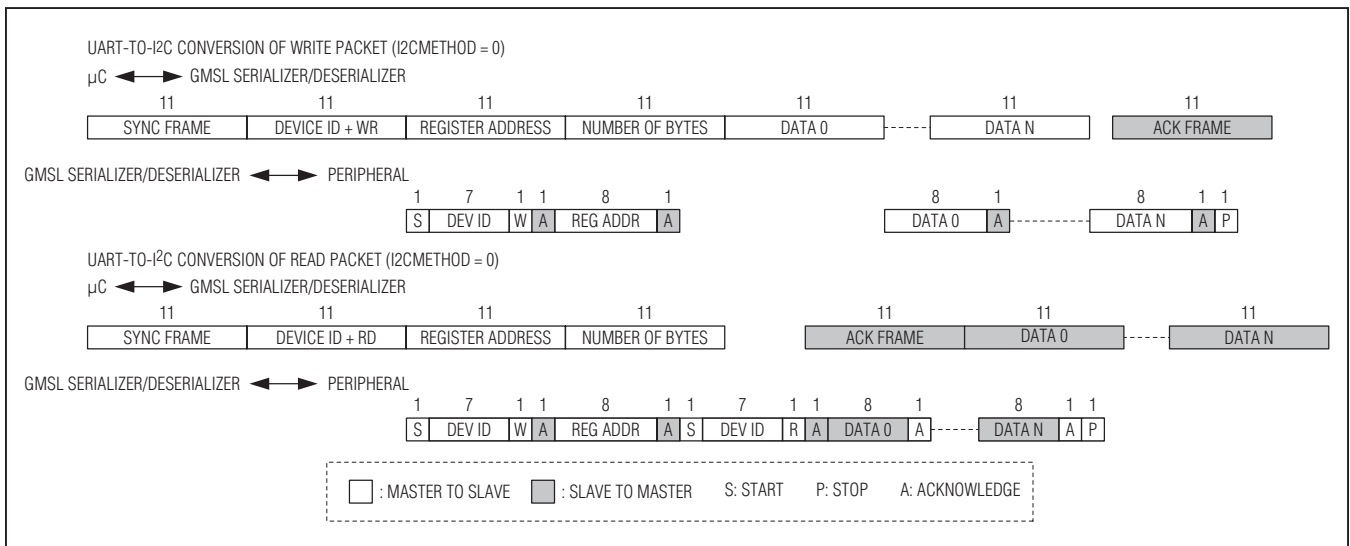 UART-TO-I2C CONVERSION OF WRITE PACKET (I2CMETHOD = 0)
µC GMSL SERIALIZER/DESERIALIZER
11 11 11 11 11 11 11
SYNC FRAME DEVICE ID + WR REGISTER ADDRESS NUMBER OF BYTES DATA 0 DATA N ACK FRAME
GMSL SERIALIZER/DESERIALIZER PERIPHERAL
1 7 1 1 8 1 8 1 8 1 1
S DEV ID W A REG ADDR A DATA 0 A DATA N A P
UART-TO-I2C CONVERSION OF READ PACKET (I2CMETHOD = 0)
µC GMSL SERIALIZER/DESERIALIZER
11 11 11 11 11 11 11
SYNC FRAME DEVICE ID + RD REGISTER ADDRESS NUMBER OF BYTES ACK FRAME DATA 0 DATA N
GMSL SERIALIZER/DESERIALIZER PERIPHERAL
1 7 1 1 8 1 1 7 1 1 8 1 8 1 1
S DEV ID W A REG ADDR A S DEV ID R A DATA 0 A DATA N A P
: MASTER TO SLAVE : SLAVE TO MASTER S: START P: STOP A: ACKNOWLEDGE